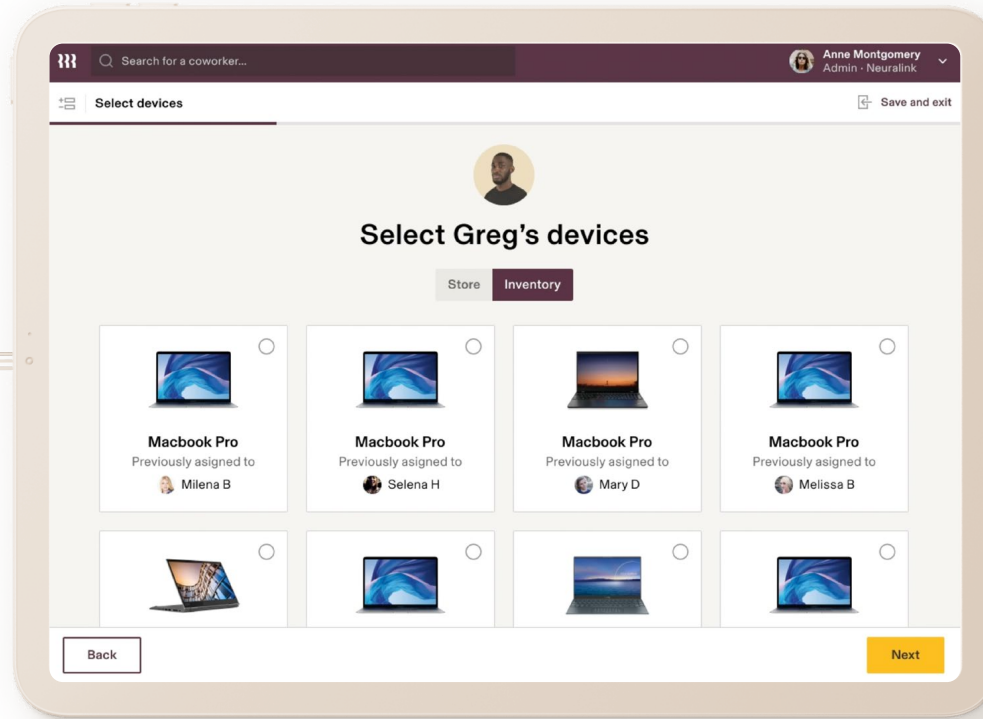 Search for a coworker...
Anne Montgomery
Admin · Neuralink
Select devices
Save and exit
Select Greg's devices
Store
Inventory
Macbook Pro
Previously asigned to
Milena B
Macbook Pro
Previously asigned to
Selena H
Macbook Pro
Previously asigned to
Mary D
Macbook Pro
Previously asigned to
Melissa B
Back
Next